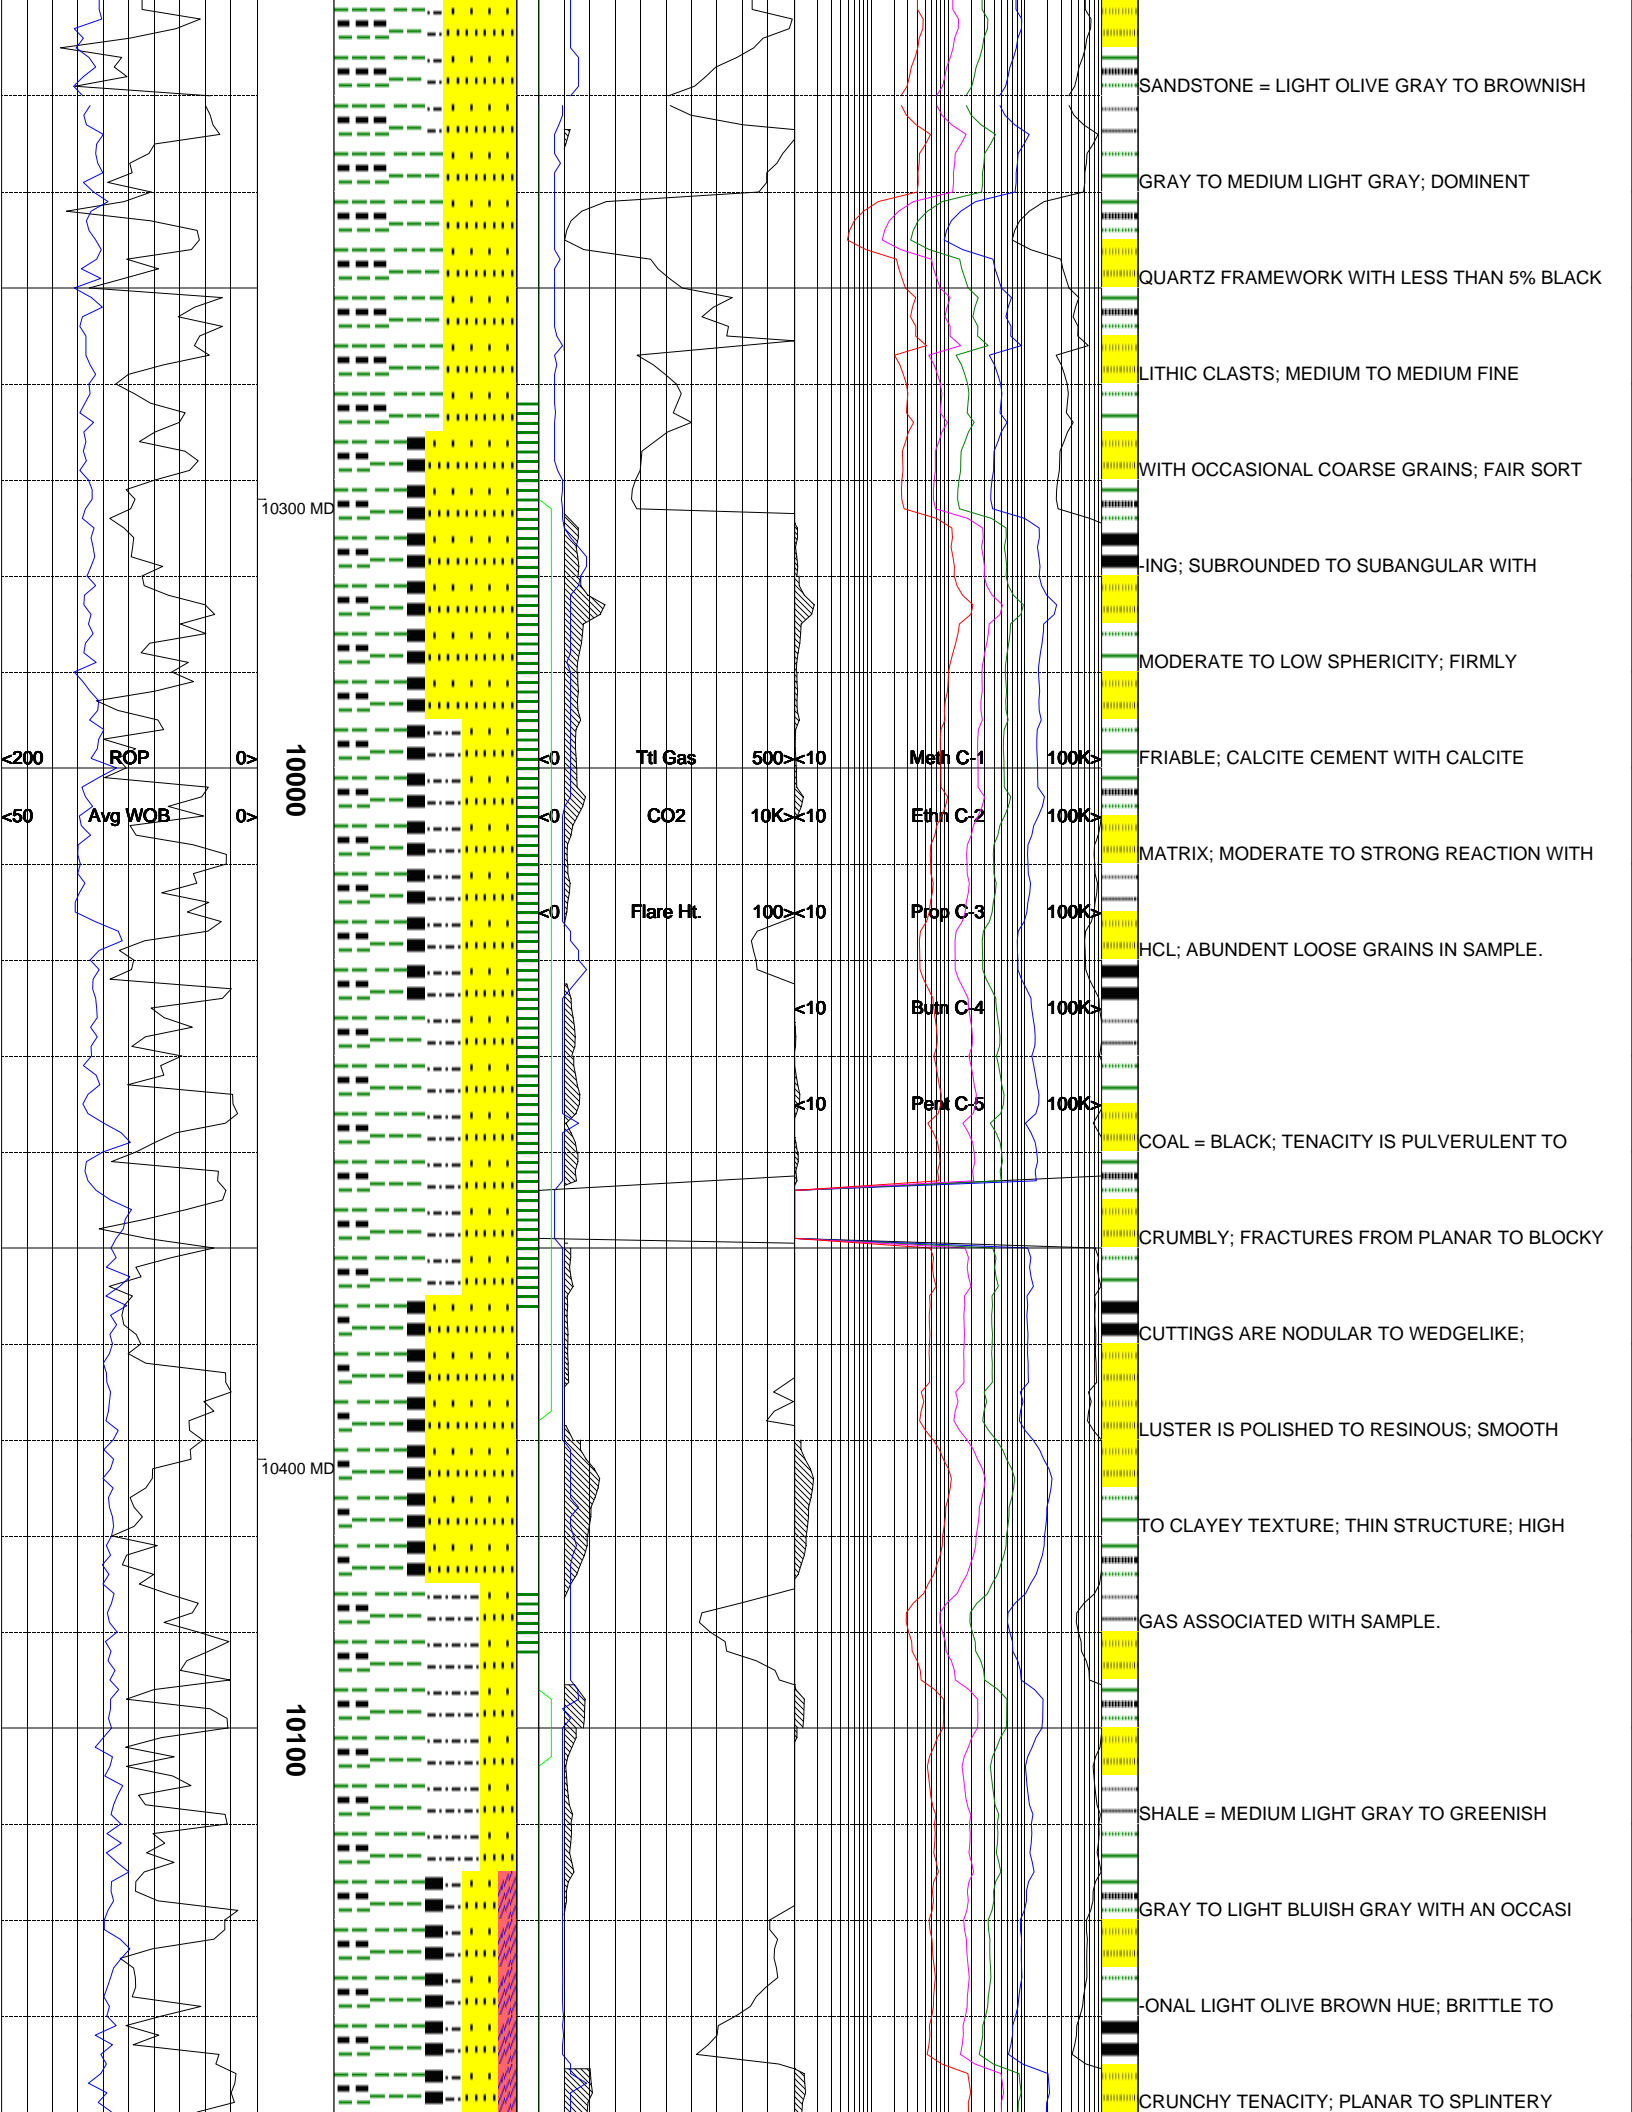 SANDSTONE = LIGHT OLIVE GRAY TO BROWNISH
GRAY TO MEDIUM LIGHT GRAY; DOMINENT
QUARTZ FRAMEWORK WITH LESS THAN 5% BLACK
LITHIC CLASTS; MEDIUM TO MEDIUM FINE
WITH OCCASIONAL COARSE GRAINS; FAIR SORT
10300 MD
-ING; SUBROUNDED TO SUBANGULAR WITH
MODERATE TO LOW SPHERICITY; FIRMLY
<200 ROP 0> <0 Ttl Gas 500> <10 Meth C-1 100K>
FRIABLE; CALCITE CEMENT WITH CALCITE
10000
<50 Avg WOB 0> <0 CO2 10K> <10 Ethn C-2 100K>
MATRIX; MODERATE TO STRONG REACTION WITH
<0 Flare Ht. 100> <10 Prop C-3 100K>
HCL; ABUNDENT LOOSE GRAINS IN SAMPLE.
<10 Butn C-4 100K>
<10 Pent C-5 100K>
COAL = BLACK; TENACITY IS PULVERULENT TO
CRUMBLY; FRACTURES FROM PLANAR TO BLOCKY
CUTTINGS ARE NODULAR TO WEDGELIKE;
LUSTER IS POLISHED TO RESINOUS; SMOOTH
10400 MD
TO CLAYEY TEXTURE; THIN STRUCTURE; HIGH
GAS ASSOCIATED WITH SAMPLE.
10100
SHALE = MEDIUM LIGHT GRAY TO GREENISH
GRAY TO LIGHT BLUISH GRAY WITH AN OCCASI
-ONAL LIGHT OLIVE BROWN HUE; BRITTLE TO
CRUNCHY TENACITY; PLANAR TO SPLINTERY